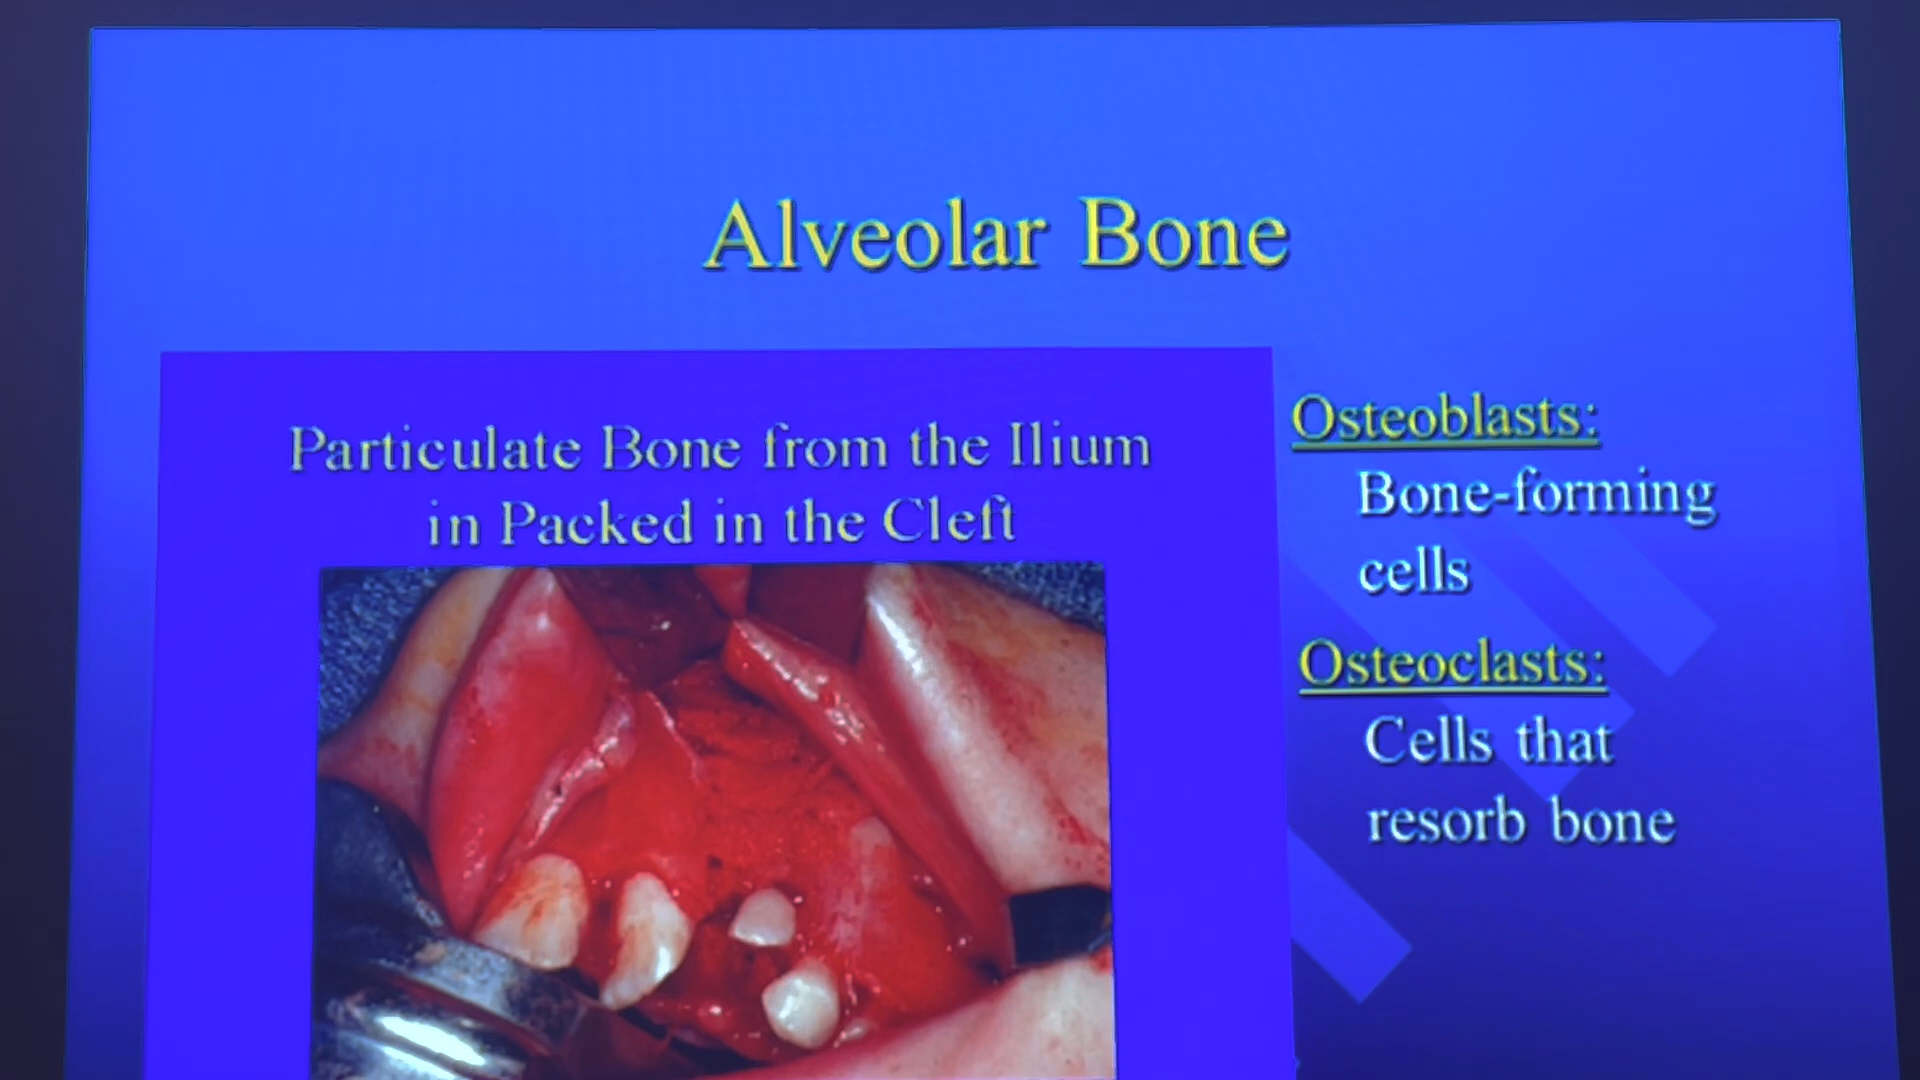 Alveolar Bone
Particulate Bone from the Ilium
in Packed in the Cleft
Osteoblasts:
Bone-forming
cells
Osteoclasts:
Cells that
resorb bone